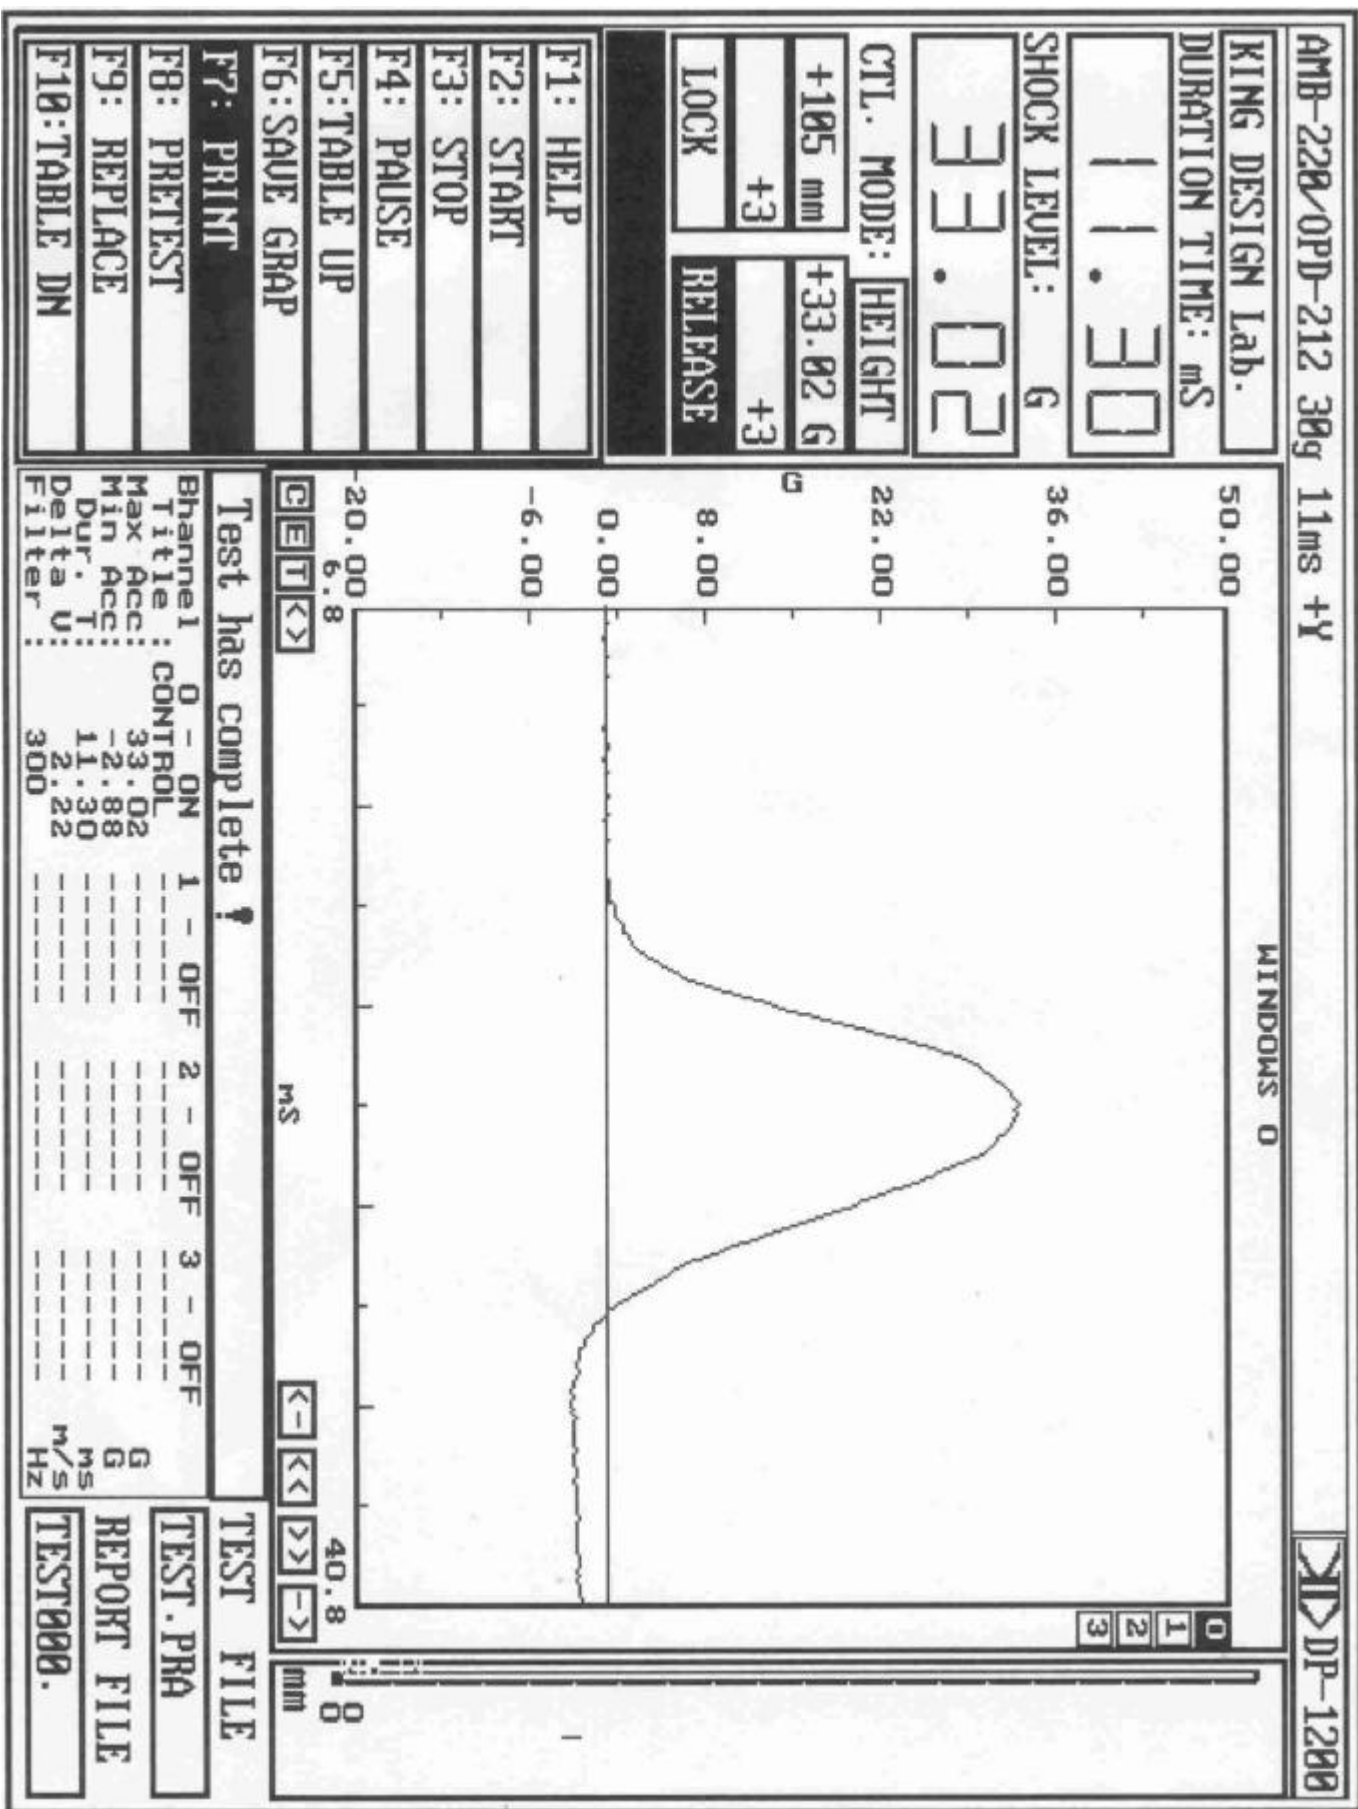 AMB-220/OPD-212 30g 11ms +Y
DP-1200
KING DESIGN Lab.
DURATION TIME: mS
11.30
SHOCK LEVEL: G
33.02
CTL. MODE: HEIGHT
+105 mm +33.02 G
+3 +3
LOCK RELEASE
F1: HELP
F2: START
F3: STOP
F4: PAUSE
F5:TABLE UP
F6:SAVE GRAP
F7: PRINT
F8: PRETEST
F9: REPLACE
F10:TABLE DN
WINDOWS 0
50.00
36.00
22.00
G
8.00
0.00
-6.00
-20.00
6.8 mS 40.8
C E T <> <- << >> ->
0
1
2
3
0
0
mm
Test has complete !
Bhannel 0 - ON 1 - OFF 2 - OFF 3 - OFF
Title : CONTROL ------ ------ ------
Max Acc: 33.02 ------ ------ ------ G
Min Acc: -2.88 ------ ------ ------ G
Dur. T: 11.30 ------ ------ ------ ms
Delta V: 2.22 ------ ------ ------ m/s
Filter : 300 ------ ------ ------ Hz
TEST FILE
TEST.PRA
REPORT FILE
TEST000.